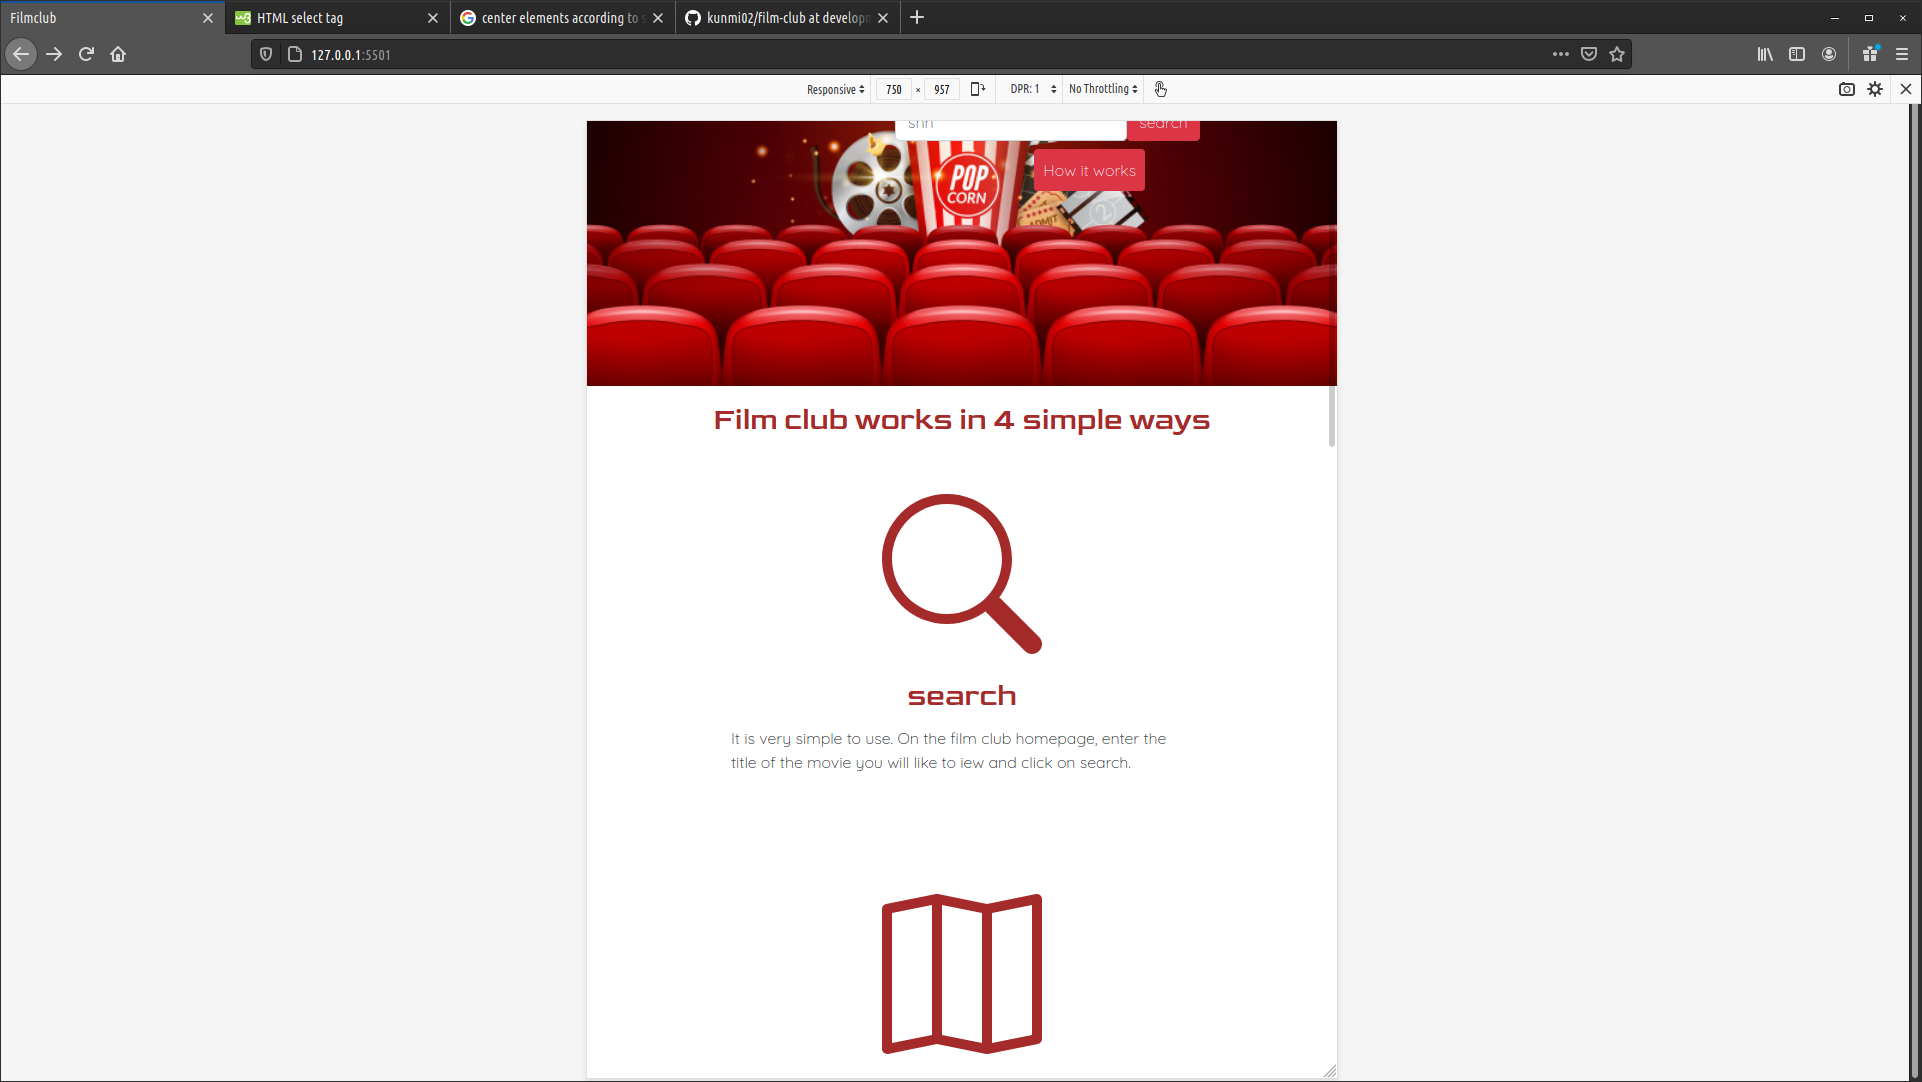 Filmclub
HTML select tag
center elements according to s
kunmi02/film-club at developm
127.0.0.1:5501
Responsive
750 × 957
DPR: 1
No Throttling
search
POP
CORN
ADMIT
2
How it works
Film club works in 4 simple ways
search
It is very simple to use. On the film club homepage, enter the
title of the movie you will like to iew and click on search.